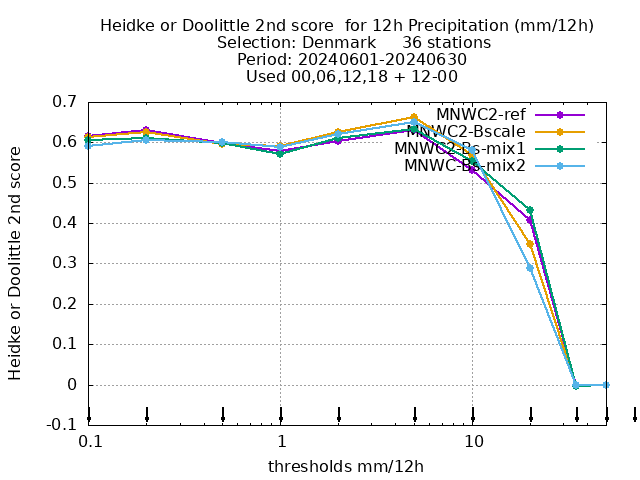 Heidke or Doolittle 2nd score  for 12h Precipitation (mm/12h)
Selection: Denmark     36 stations
Period: 20240601-20240630
Used 00,06,12,18 + 12-00
Heidke or Doolittle 2nd score
0.7
0.6
0.5
0.4
0.3
0.2
0.1
0
-0.1
MNWC2-ref
MNWC2-Bscale
MNWC2-Bs-mix1
MNWC-Bs-mix2
0.1 1 10
thresholds mm/12h